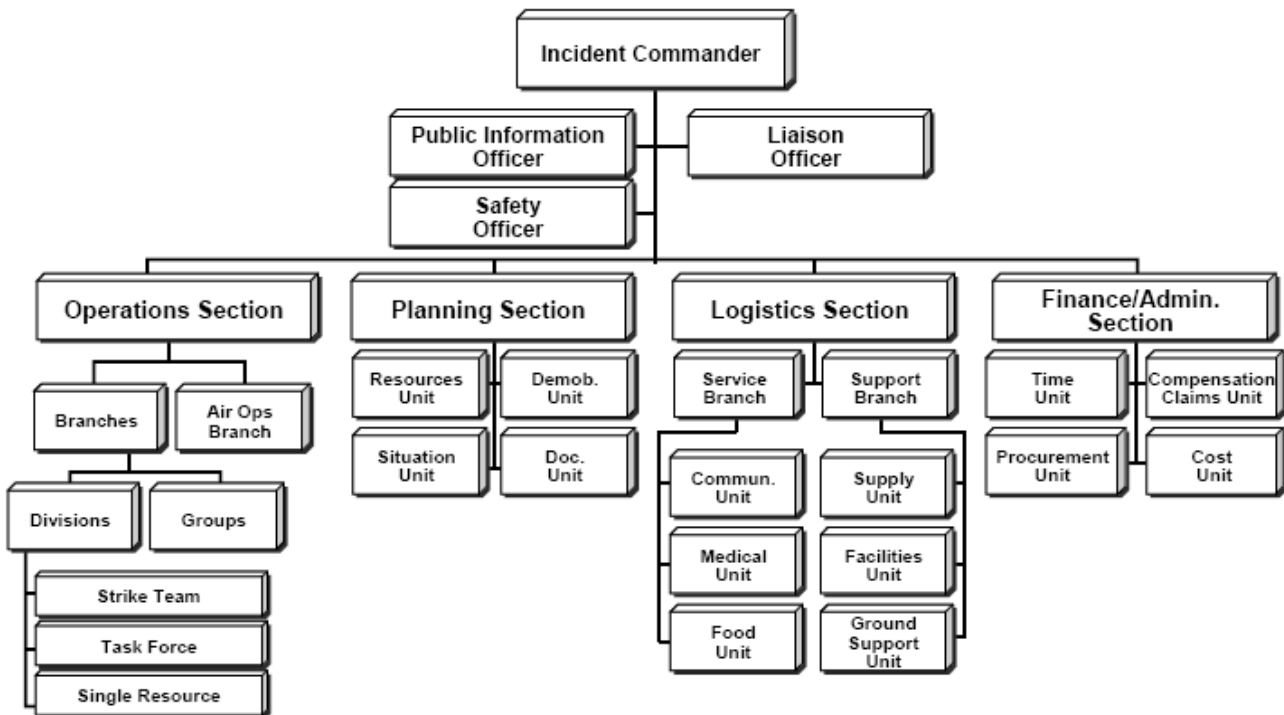 Incident Commander
Public Information
Officer
Liaison
Officer
Safety
Officer
Operations Section
Planning Section
Logistics Section
Finance/Admin.
Section
Branches
Air Ops
Branch
Divisions
Groups
Strike Team
Task Force
Single Resource
Resources
Unit
Demob.
Unit
Situation
Unit
Doc.
Unit
Service
Branch
Support
Branch
Commun.
Unit
Supply
Unit
Medical
Unit
Facilities
Unit
Food
Unit
Ground
Support
Unit
Time
Unit
Compensation
Claims Unit
Procurement
Unit
Cost
Unit